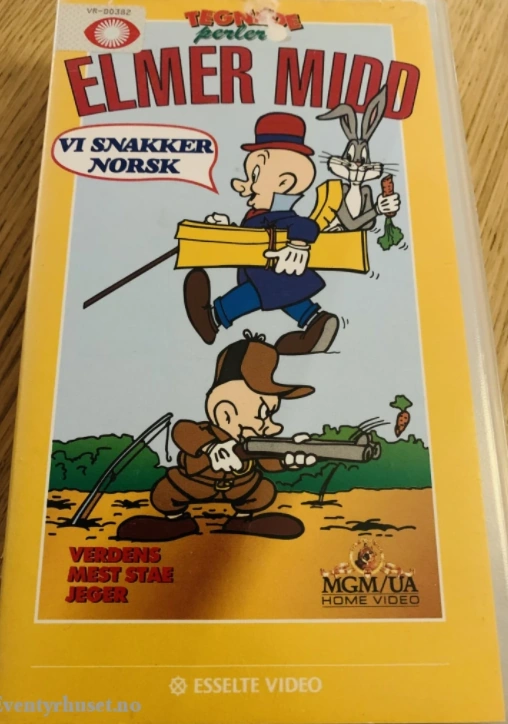 VR-00382
TEGNEDE
perler
ELMER MIDD
VI SNAKKER
NORSK
VERDENS
MEST STAE
JEGER
MGM/UA
HOME VIDEO
ESSELTE VIDEO
ventyrhuset.no